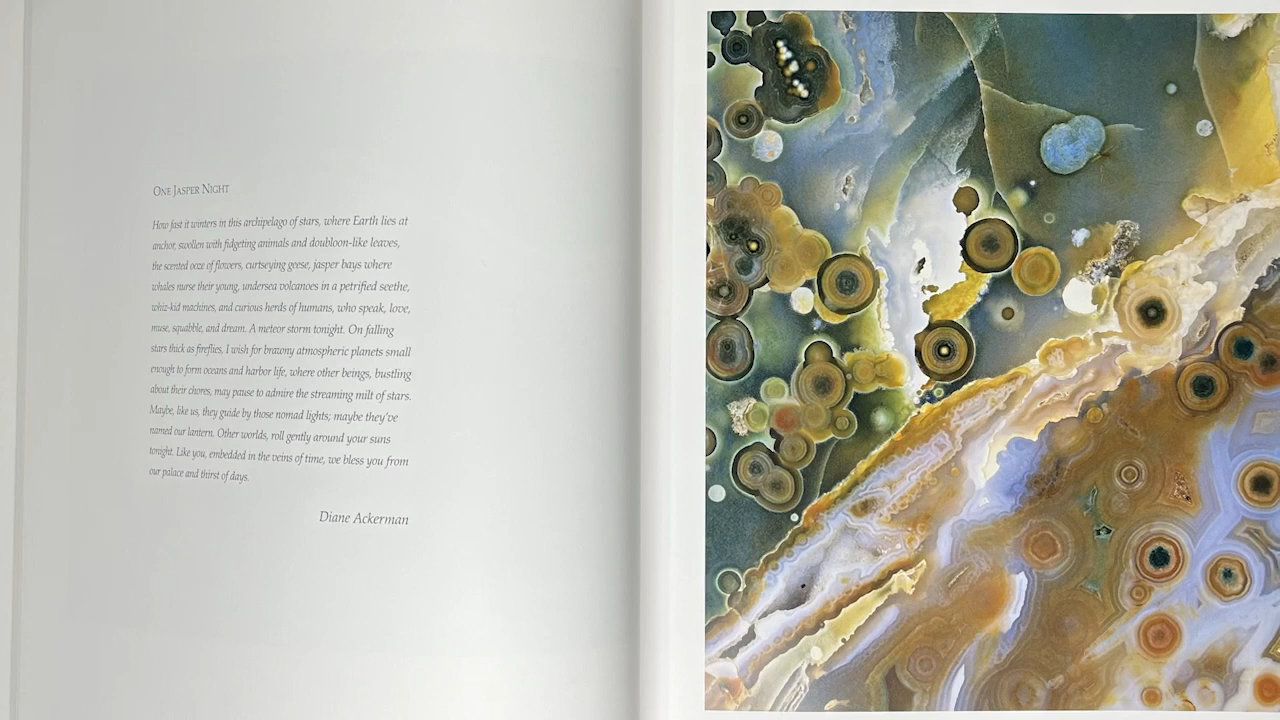 ONE JASPER NIGHT
How fast it winters in this archipelago of stars, where Earth lies at
anchor, swollen with fidgeting animals and doubloon-like leaves,
the scented ooze of flowers, curtseying geese, jasper bays where
whales nurse their young, undersea volcanoes in a petrified seethe,
whiz-kid machines, and curious herds of humans, who speak, love,
muse, squabble, and dream. A meteor storm tonight. On falling
stars thick as fireflies, I wish for brawny atmospheric planets small
enough to form oceans and harbor life, where other beings, bustling
about their chores, may pause to admire the streaming milt of stars.
Maybe, like us, they guide by those nomad lights; maybe they've
named our lantern. Other worlds, roll gently around your suns
tonight. Like you, embedded in the veins of time, we bless you from
our palace and thirst of days.
Diane Ackerman